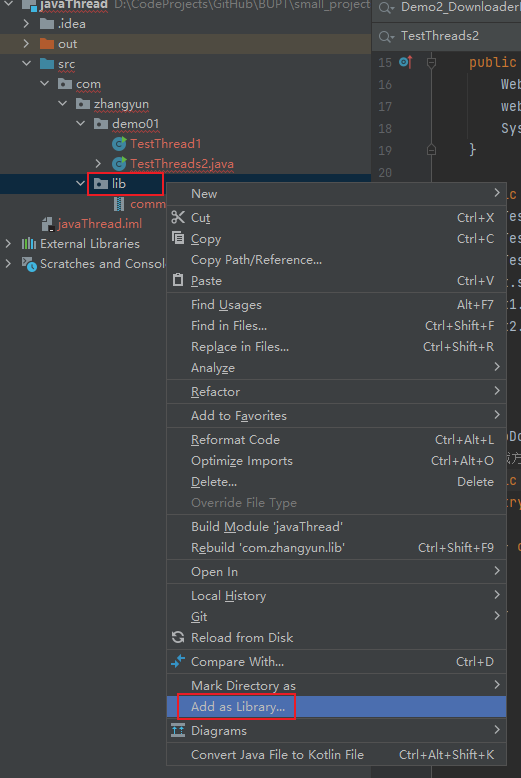 javaThread D:\CodeProjects\GitHub\BUPT\small_project
.idea
out
src
com
zhangyun
demo01
TestThread1
TestThreads2.java
lib
comm
javaThread.iml
External Libraries
Scratches and Consol
New
Cut Ctrl+X
Copy Ctrl+C
Copy Path/Reference...
Paste Ctrl+V
Find Usages Alt+F7
Find in Files... Ctrl+Shift+F
Replace in Files... Ctrl+Shift+R
Analyze
Refactor
Add to Favorites
Reformat Code Ctrl+Alt+L
Optimize Imports Ctrl+Alt+O
Delete... Delete
Override File Type
Build Module 'javaThread'
Rebuild 'com.zhangyun.lib' Ctrl+Shift+F9
Open In
Local History
Git
Reload from Disk
Compare With... Ctrl+D
Mark Directory as
Add as Library...
Diagrams
Convert Java File to Kotlin File Ctrl+Alt+Shift+K
Demo2_Downloader
TestThreads2
15 public
16 Web
17 web
18 Sys
19 }
20